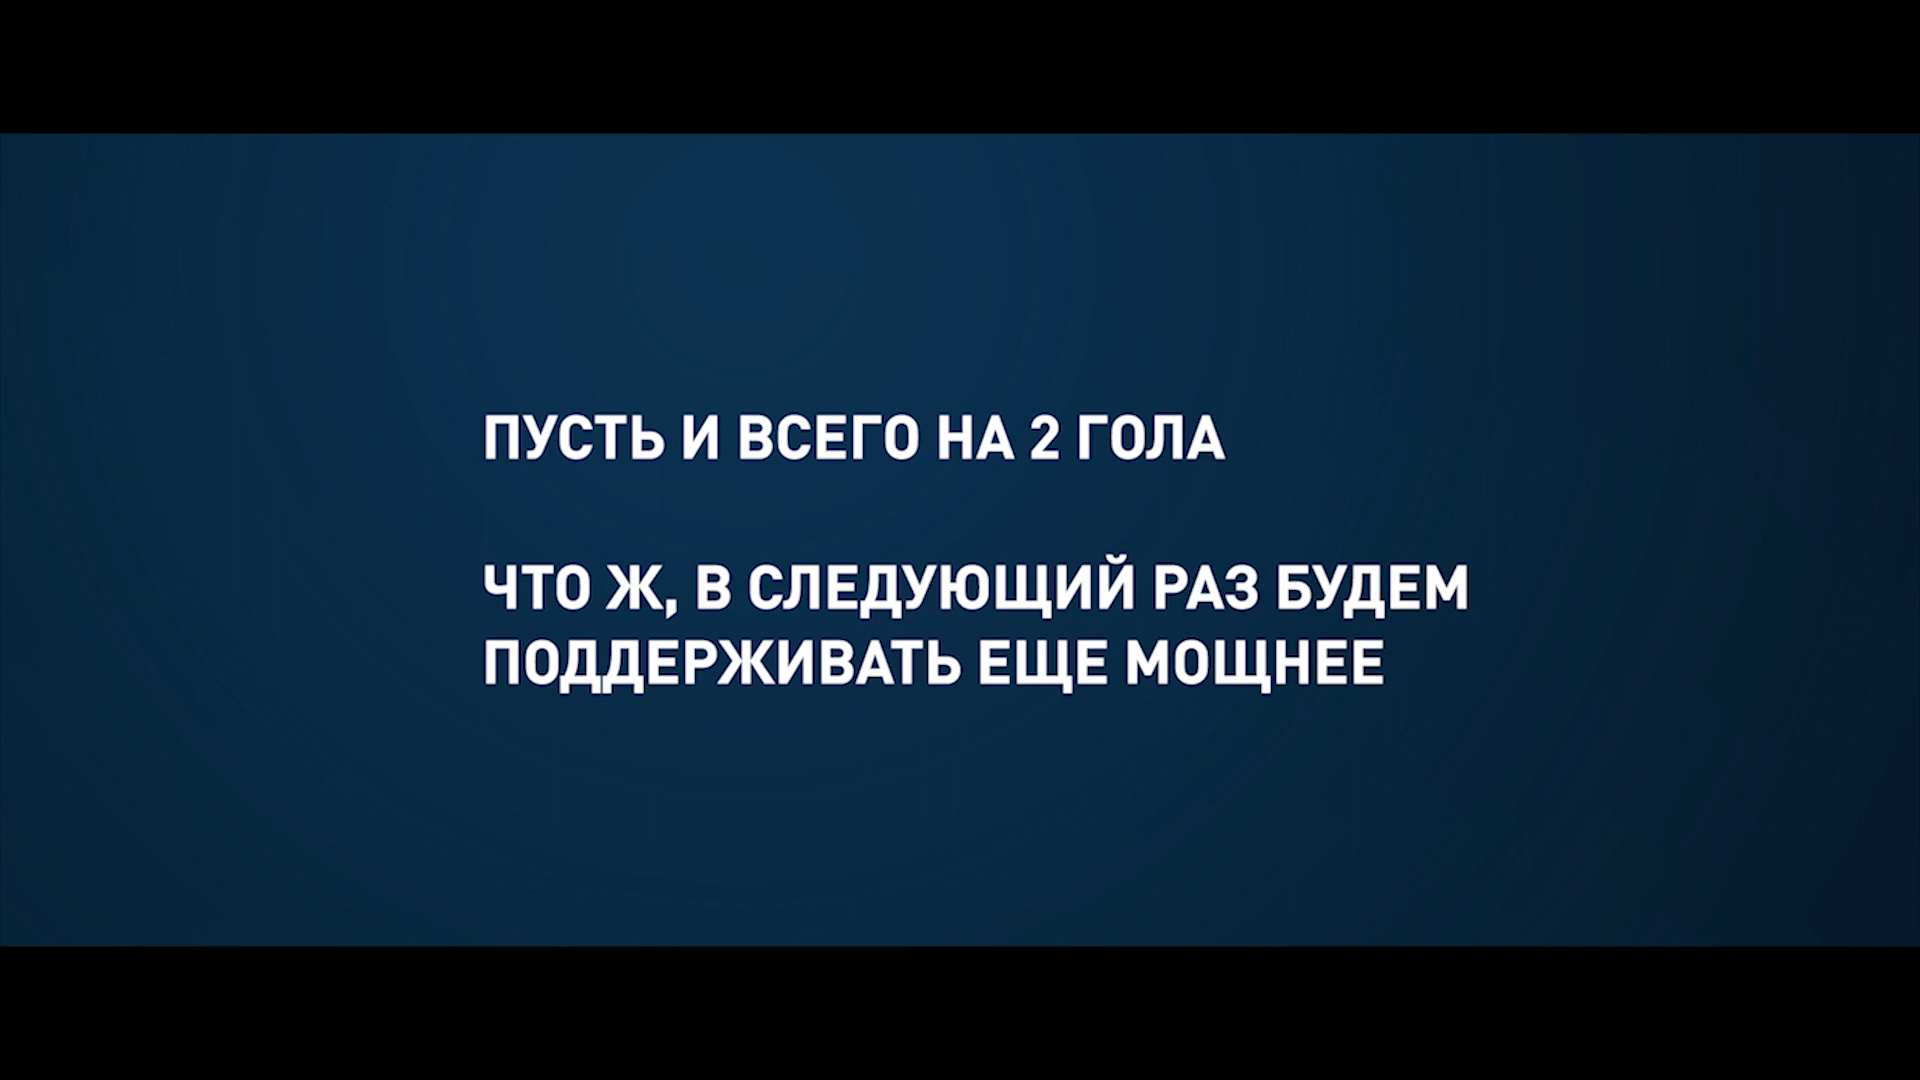 ПУСТЬ И ВСЕГО НА 2 ГОЛА
ЧТО Ж, В СЛЕДУЮЩИЙ РАЗ БУДЕМ
ПОДДЕРЖИВАТЬ ЕЩЕ МОЩНЕЕ